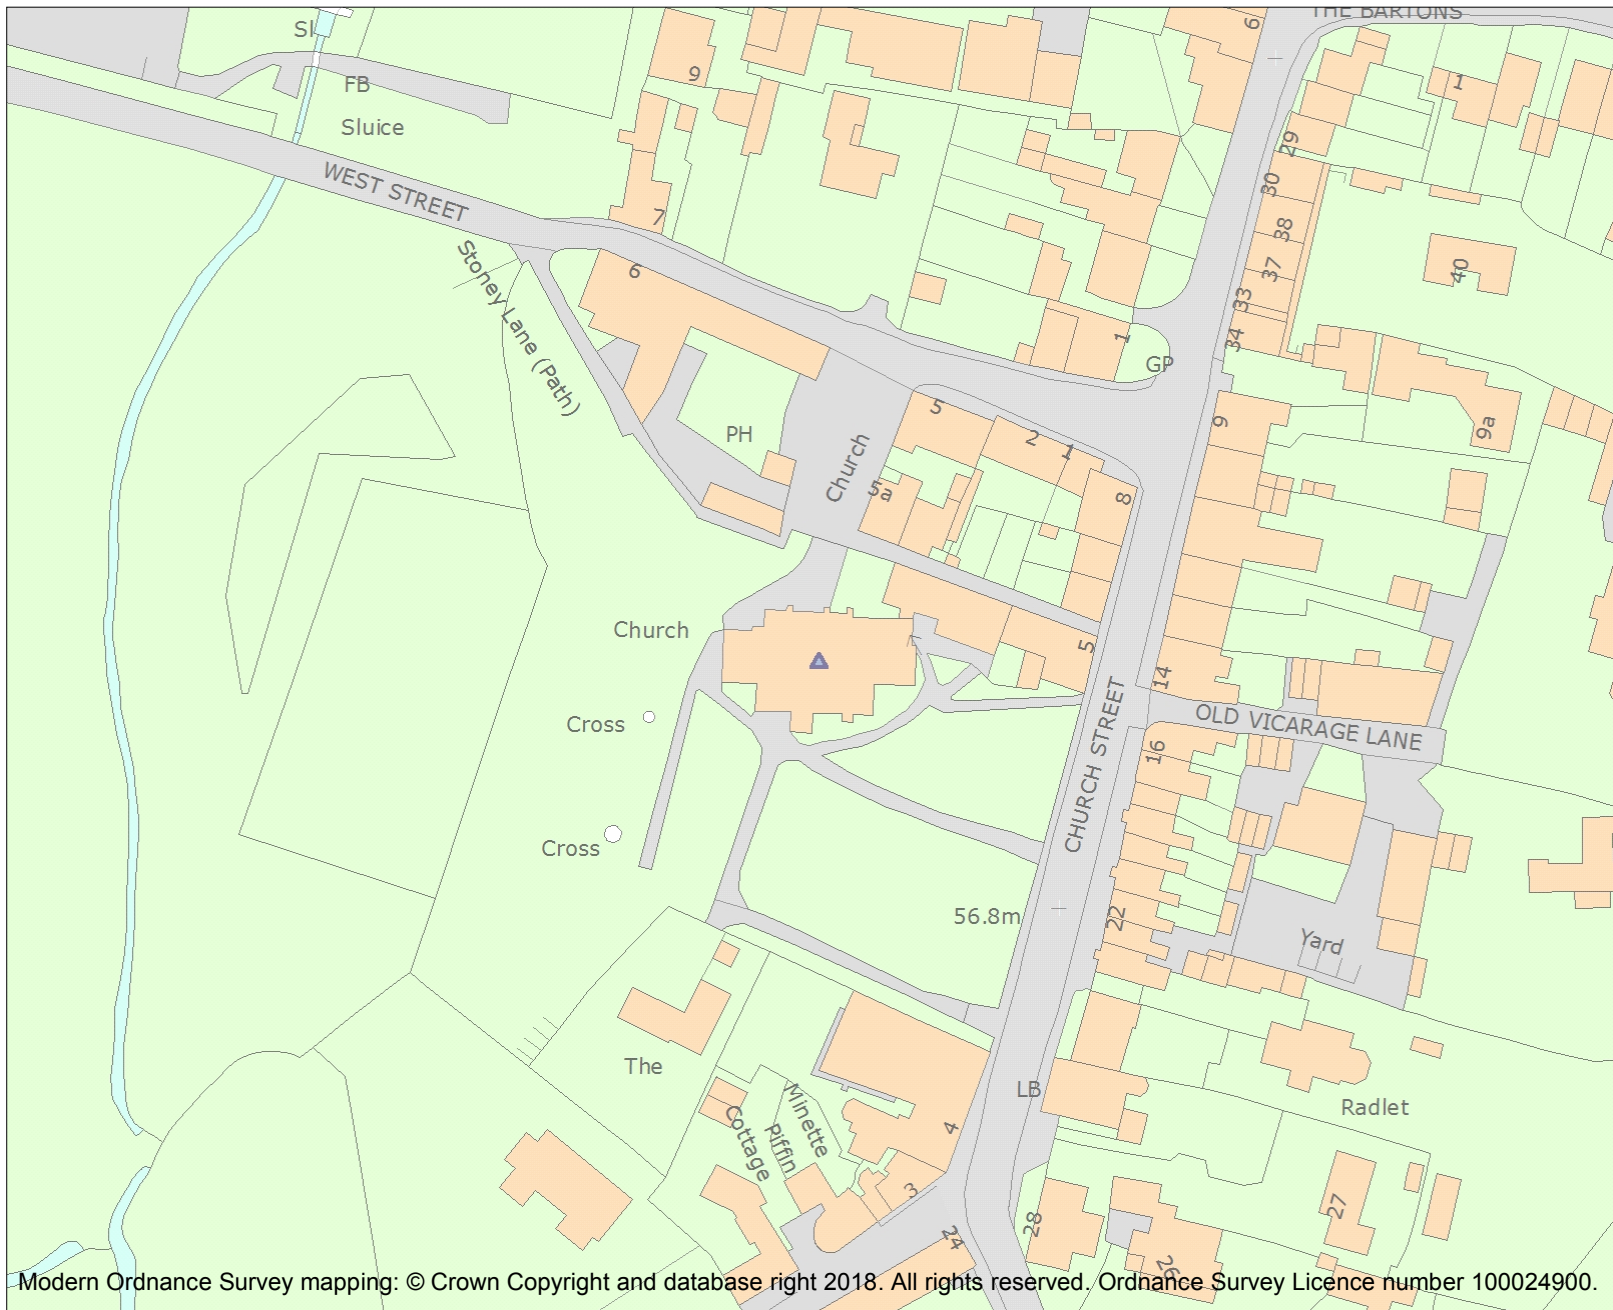 THE BARTONS
Sl
FB
Sluice
WEST STREET
Stoney Lane (Path)
9
7
6
6
1
29
30
38
37
33
34
40
1
GP
PH
Church
5
2
1
5a
8
9
9a
Church
5
14
OLD VICARAGE LANE
Cross
CHURCH STREET
16
Cross
56.8m
22
Yard
The
LB
Radlet
Minette
Piffin
Cottage
4
3
24
28
27
26
Modern Ordnance Survey mapping: © Crown Copyright and database right 2018. All rights reserved. Ordnance Survey Licence number 100024900.